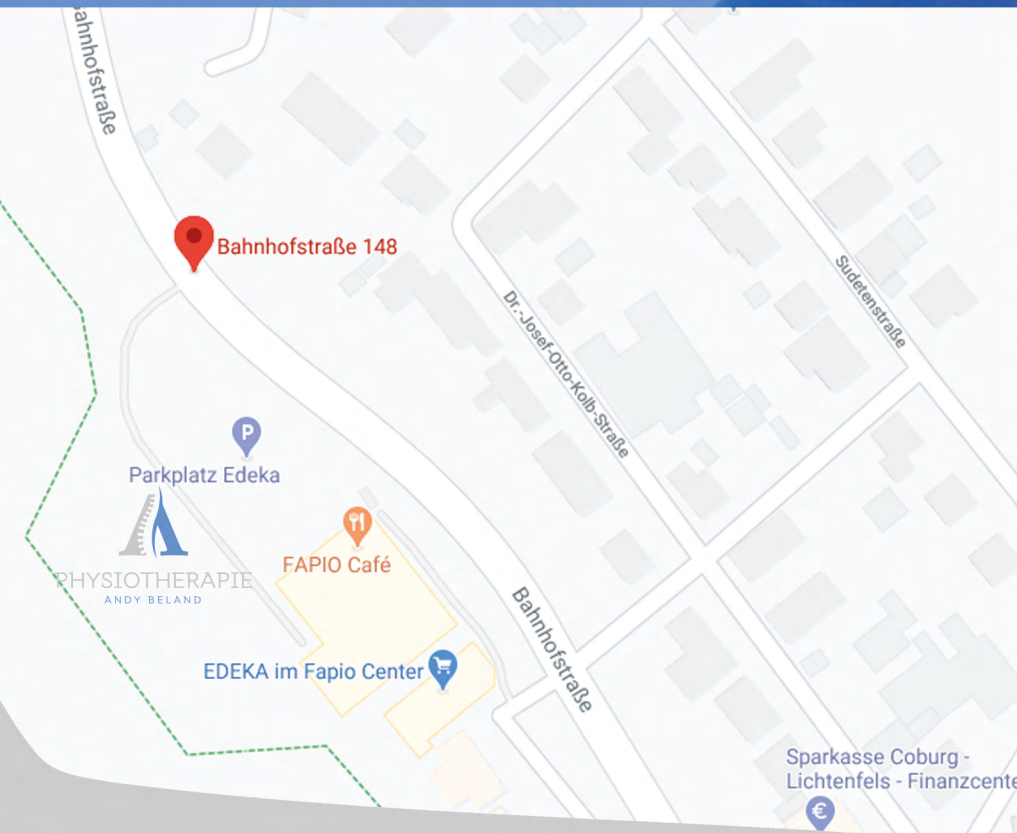 Bahnhofstraße
Bahnhofstraße 148
Dr.-Josef-Otto-Kolb-Straße
Sudetenstraße
P
Parkplatz Edeka
FAPIO Café
PHYSIOTHERAPIE
ANDY BELAND
Bahnhofstraße
EDEKA im Fapio Center
Sparkasse Coburg -
Lichtenfels - Finanzcente
€